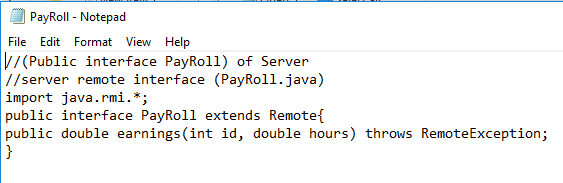 PayRoll - Notepad
File Edit Format View Help
//(Public interface PayRoll) of Server
//server remote interface (PayRoll.java)
import java.rmi.*;
public interface PayRoll extends Remote{
public double earnings(int id, double hours) throws RemoteException;
}